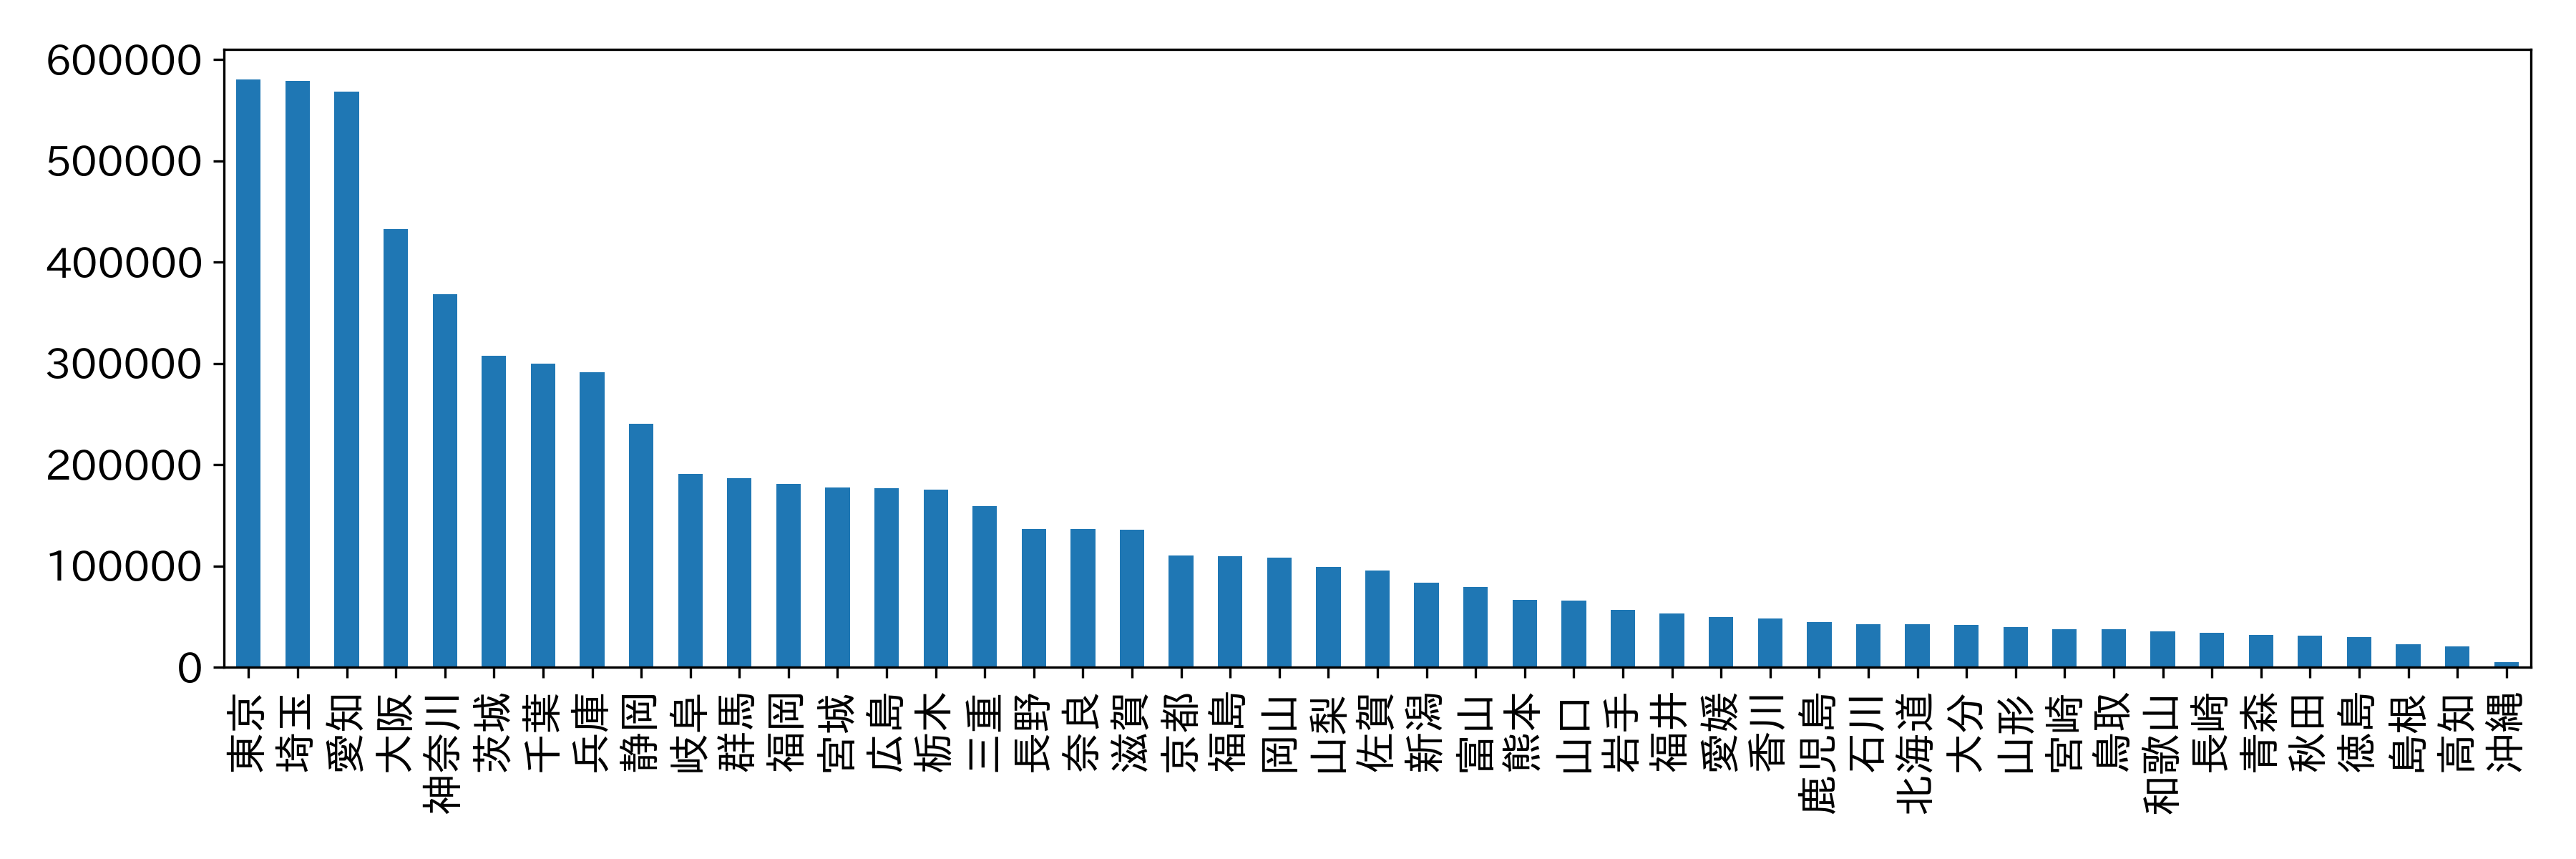 600000
500000
400000
300000
200000
100000
0
東京
埼玉
愛知
大阪
神奈川
茨城
千葉
兵庫
静岡
岐阜
群馬
福岡
宮城
広島
栃木
三重
長野
奈良
滋賀
京都
福島
岡山
山梨
佐賀
新潟
富山
熊本
山口
岩手
福井
愛媛
香川
鹿児島
石川
北海道
大分
山形
宮崎
鳥取
和歌山
長崎
青森
秋田
徳島
島根
高知
沖縄